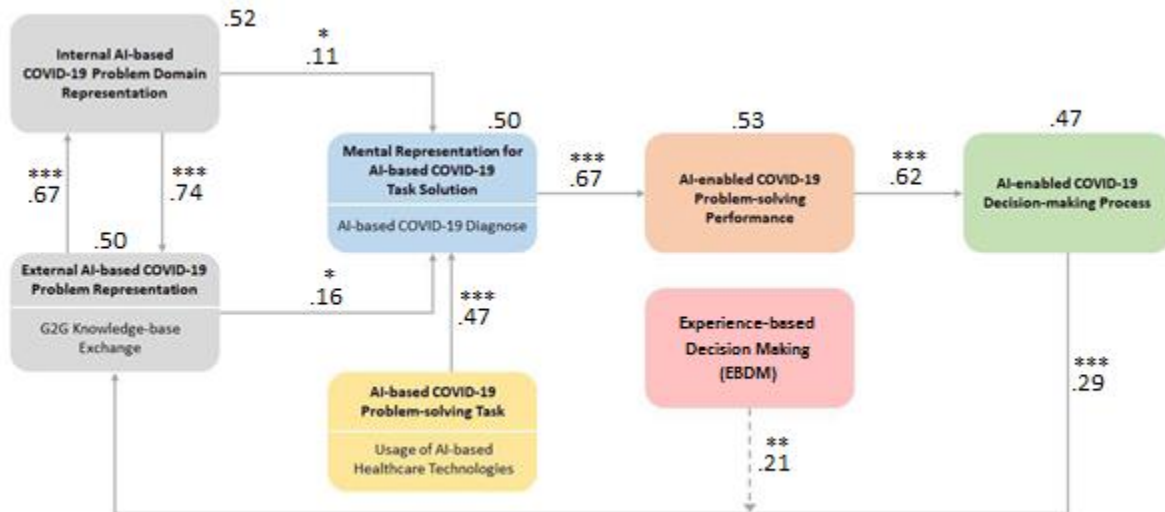 .52
Internal AI-based
COVID-19 Problem Domain
Representation
*
.11
***
.67
***
.74
.50
External AI-based COVID-19
Problem Representation
G2G Knowledge-base
Exchange
*
.16
.50
Mental Representation for
AI-based COVID-19
Task Solution
AI-based COVID-19 Diagnose
***
.47
AI-based COVID-19
Problem-solving Task
Usage of AI-based
Healthcare Technologies
***
.67
.53
AI-enabled COVID-19
Problem-solving
Performance
***
.62
.47
AI-enabled COVID-19
Decision-making Process
Experience-based
Decision Making
(EBDM)
**
.21
***
.29